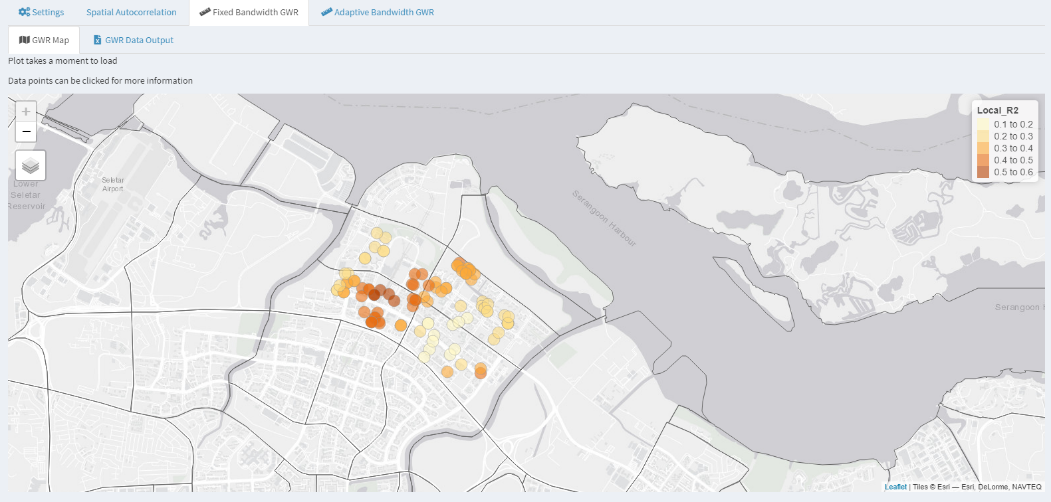 Settings
Spatial Autocorrelation
Fixed Bandwidth GWR
Adaptive Bandwidth GWR
GWR Map
GWR Data Output
Plot takes a moment to load
Data points can be clicked for more information
+
−
Local_R2
0.1 to 0.2
0.2 to 0.3
0.3 to 0.4
0.4 to 0.5
0.5 to 0.6
Seletar
Airport
Lower
Seletar
Reservoir
Serangoon Harbour
Serangoon
Leaflet | Tiles © Esri — Esri, DeLorme, NAVTEQ